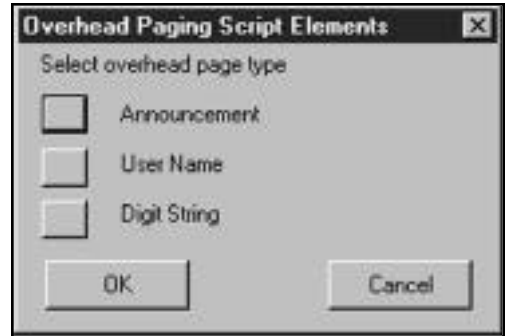 Overhead Paging Script Elements
Select overhead page type
Announcement
User Name
Digit String
OK Cancel